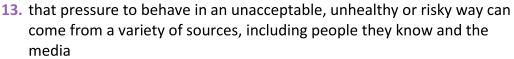 13. that pressure to behave in an unacceptable, unhealthy or risky way can
come from a variety of sources, including people they know and the
media